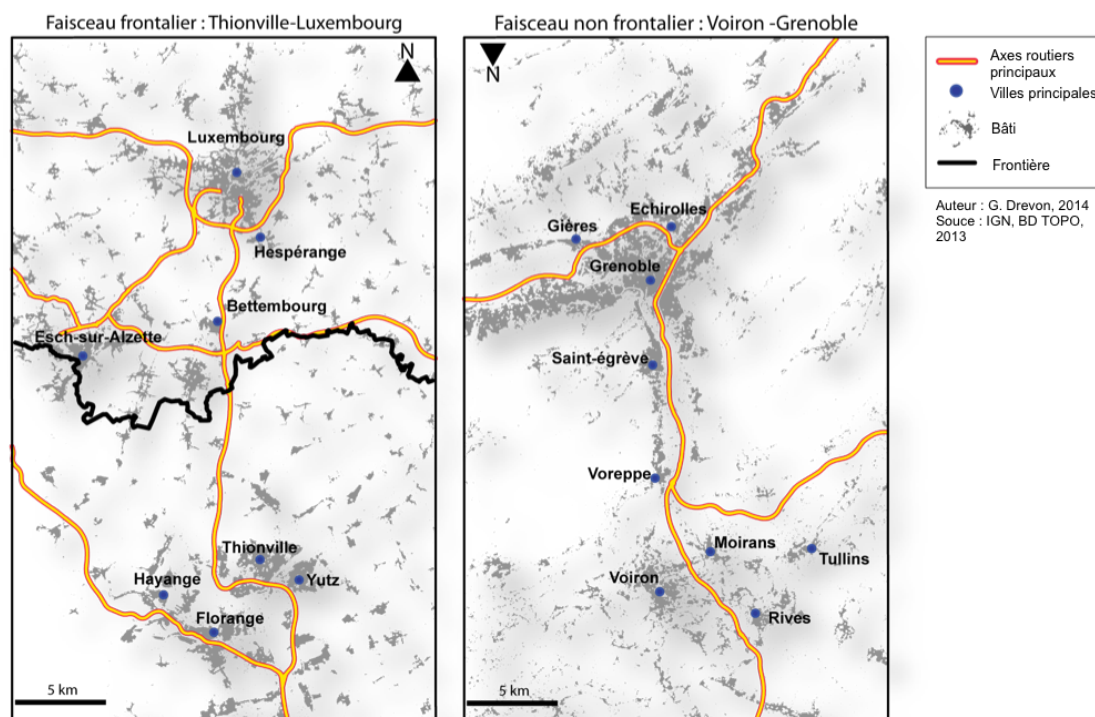 Faisceau frontalier : Thionville-Luxembourg
N
Luxembourg
Hespérange
Bettembourg
Esch-sur-Alzette
Thionville
Hayange
Yutz
Florange
5 km
Faisceau non frontalier : Voiron -Grenoble
N
Echirolles
Gières
Grenoble
Saint-égrève
Voreppe
Moirans
Tullins
Voiron
Rives
5 km
Axes routiers
principaux
Villes principales
Bâti
Frontière
Auteur : G. Drevon, 2014
Souce : IGN, BD TOPO,
2013